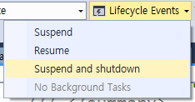 Lifecycle Events
Suspend
Resume
Suspend and shutdown
No Background Tasks